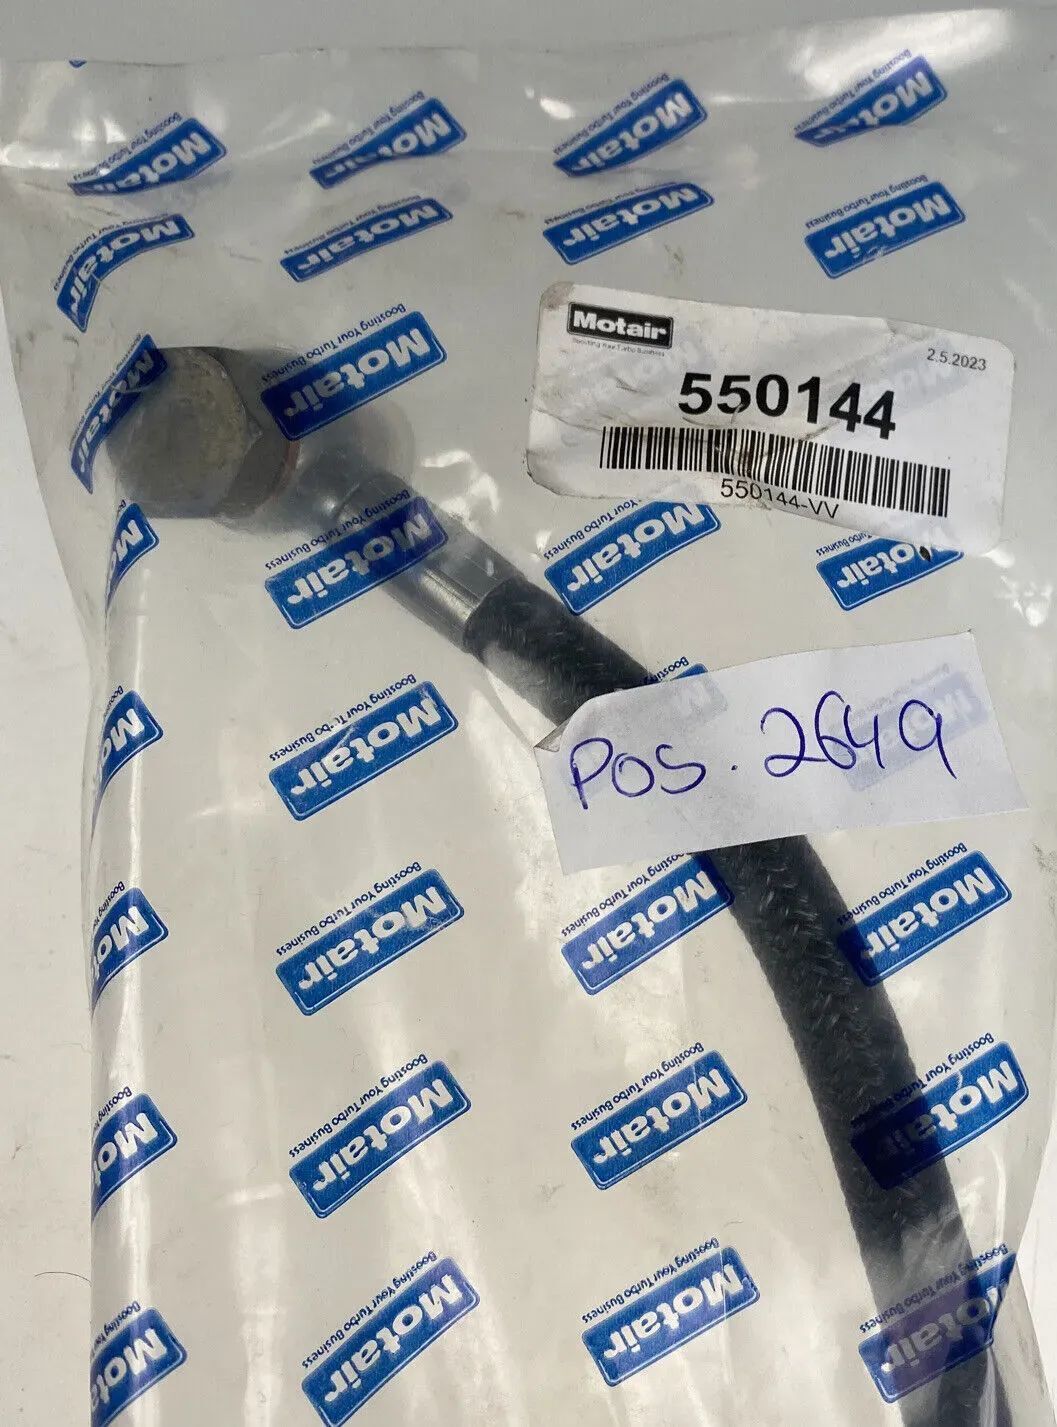 Motair
Boosting Your Turbo Business
2.5.2023
550144
550144-VV
POS. 2649
Motair
Boosting Your Turbo Business